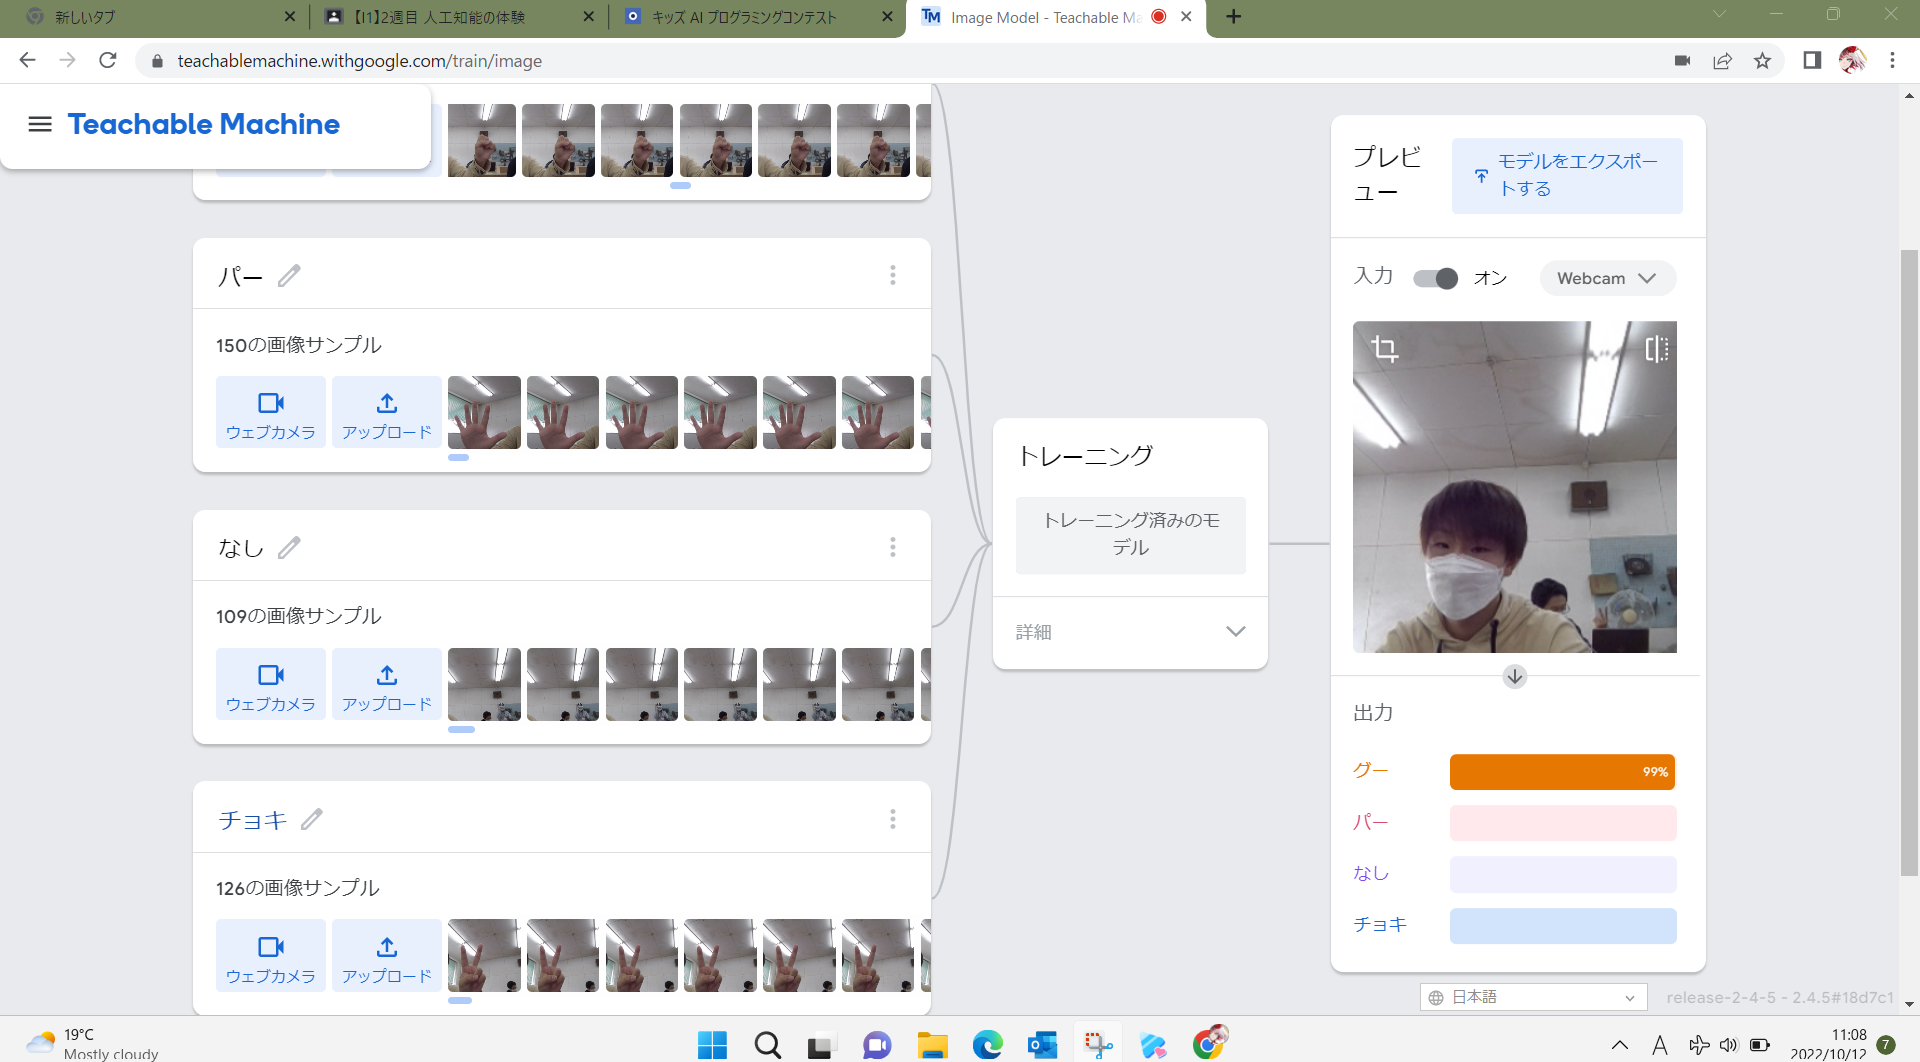 新しいタブ
【I1】2週目 人工知能の体験
キッズ AI プログラミングコンテスト
Image Model - Teachable Ma
teachablemachine.withgoogle.com/train/image
Teachable Machine
パー
150の画像サンプル
ウェブカメラ
アップロード
なし
109の画像サンプル
ウェブカメラ
アップロード
チョキ
126の画像サンプル
ウェブカメラ
アップロード
トレーニング
トレーニング済みのモ
デル
詳細
プレビ
ュー
モデルをエクスポー
トする
入力
オン
Webcam
出力
グー
99%
パー
なし
チョキ
日本語
release-2-4-5 - 2.4.5#18d7c1
19°C
Mostly cloudy
A
11:08
2022/10/12
7